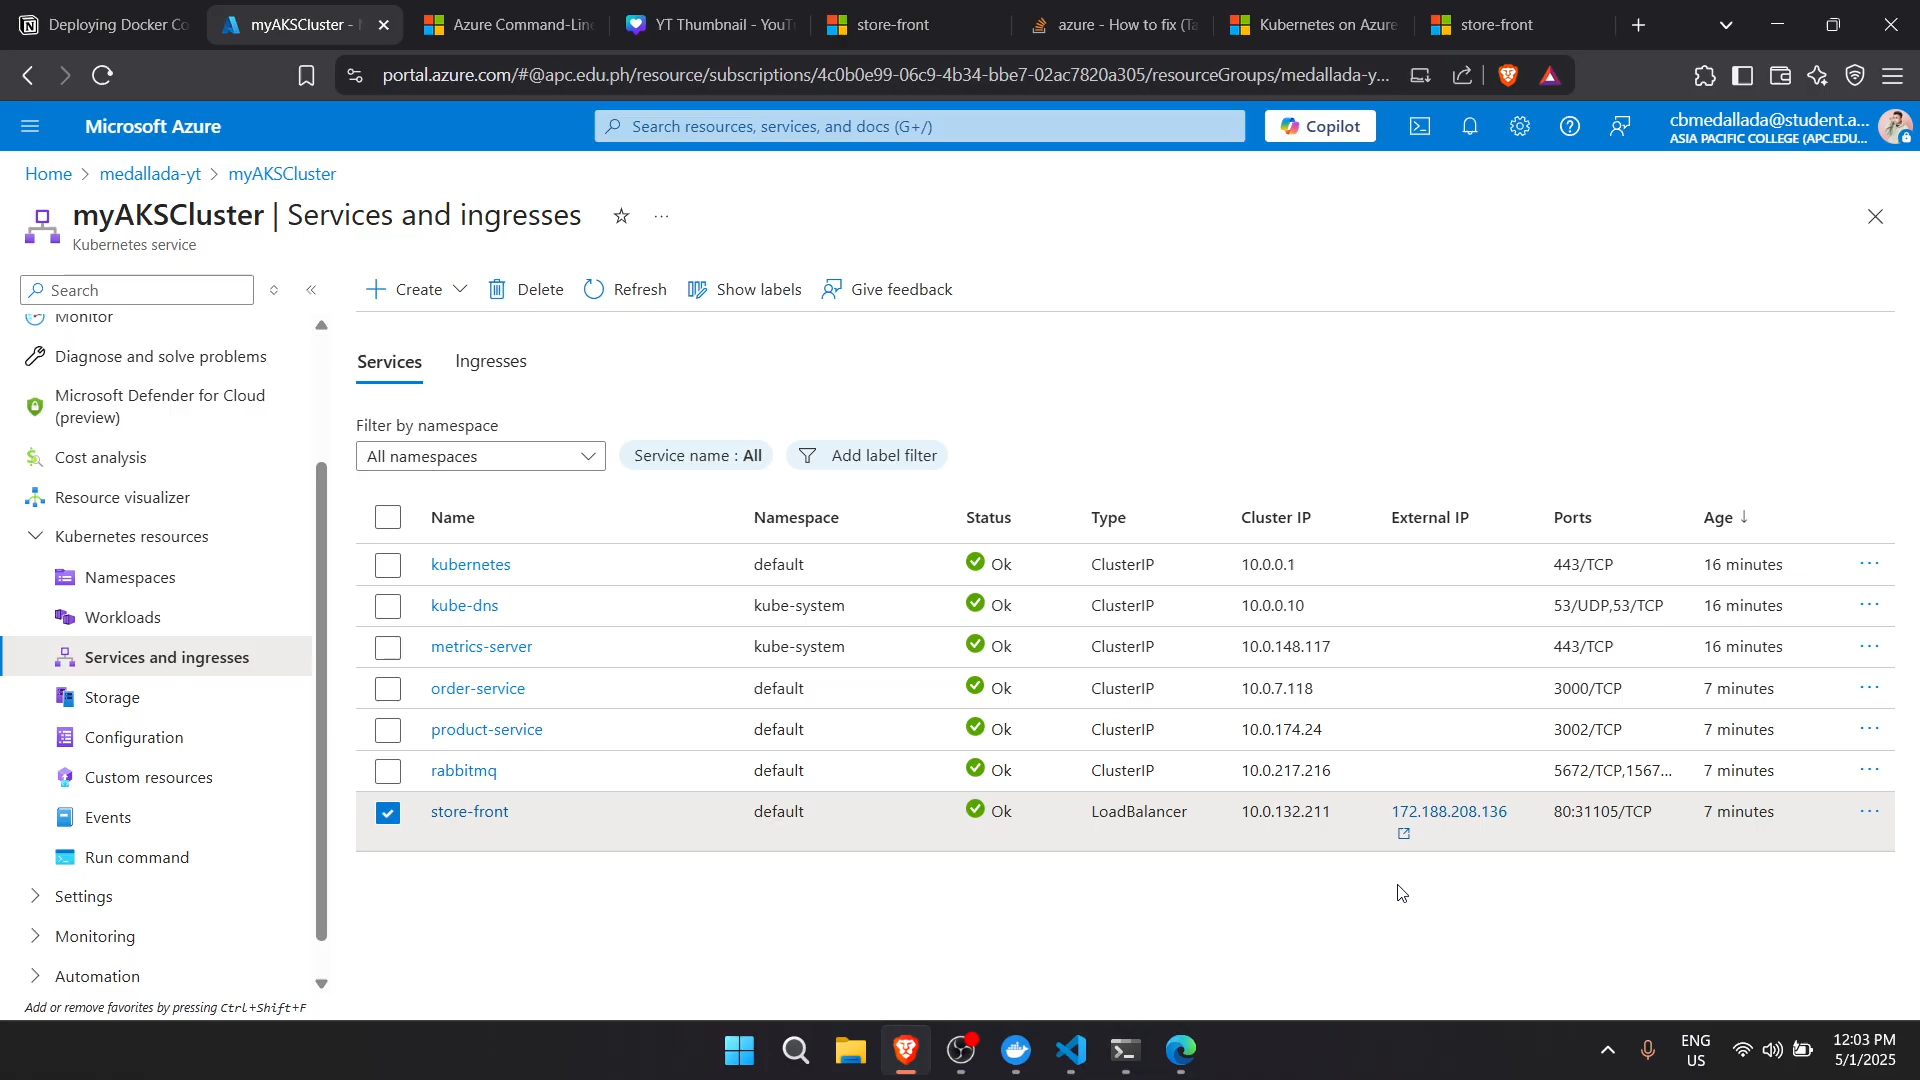 Deploying Docker Co
myAKSCluster -
Azure Command-Line
YT Thumbnail - YouT
store-front
azure - How to fix (Ta
Kubernetes on Azure
store-front
portal.azure.com/#@apc.edu.ph/resource/subscriptions/4c0b0e99-06c9-4b34-bbe7-02ac7820a305/resourceGroups/medallada-y...
Microsoft Azure
Search resources, services, and docs (G+/)
Copilot
cbmedallada@student.a...
ASIA PACIFIC COLLEGE (APC.EDU...
Home > medallada-yt > myAKSCluster
myAKSCluster | Services and ingresses
Kubernetes service
Search
Monitor
Diagnose and solve problems
Microsoft Defender for Cloud
(preview)
Cost analysis
Resource visualizer
Kubernetes resources
Namespaces
Workloads
Services and ingresses
Storage
Configuration
Custom resources
Events
Run command
Settings
Monitoring
Automation
Add or remove favorites by pressing Ctrl+Shift+F
Create
Delete
Refresh
Show labels
Give feedback
Services
Ingresses
Filter by namespace
All namespaces
Service name : All
Add label filter
Name Namespace Status Type Cluster IP External IP Ports Age ↓
kubernetes default Ok ClusterIP 10.0.0.1 443/TCP 16 minutes
kube-dns kube-system Ok ClusterIP 10.0.0.10 53/UDP,53/TCP 16 minutes
metrics-server kube-system Ok ClusterIP 10.0.148.117 443/TCP 16 minutes
order-service default Ok ClusterIP 10.0.7.118 3000/TCP 7 minutes
product-service default Ok ClusterIP 10.0.174.24 3002/TCP 7 minutes
rabbitmq default Ok ClusterIP 10.0.217.216 5672/TCP,1567... 7 minutes
store-front default Ok LoadBalancer 10.0.132.211 172.188.208.136 80:31105/TCP 7 minutes
ENG
US
12:03 PM
5/1/2025